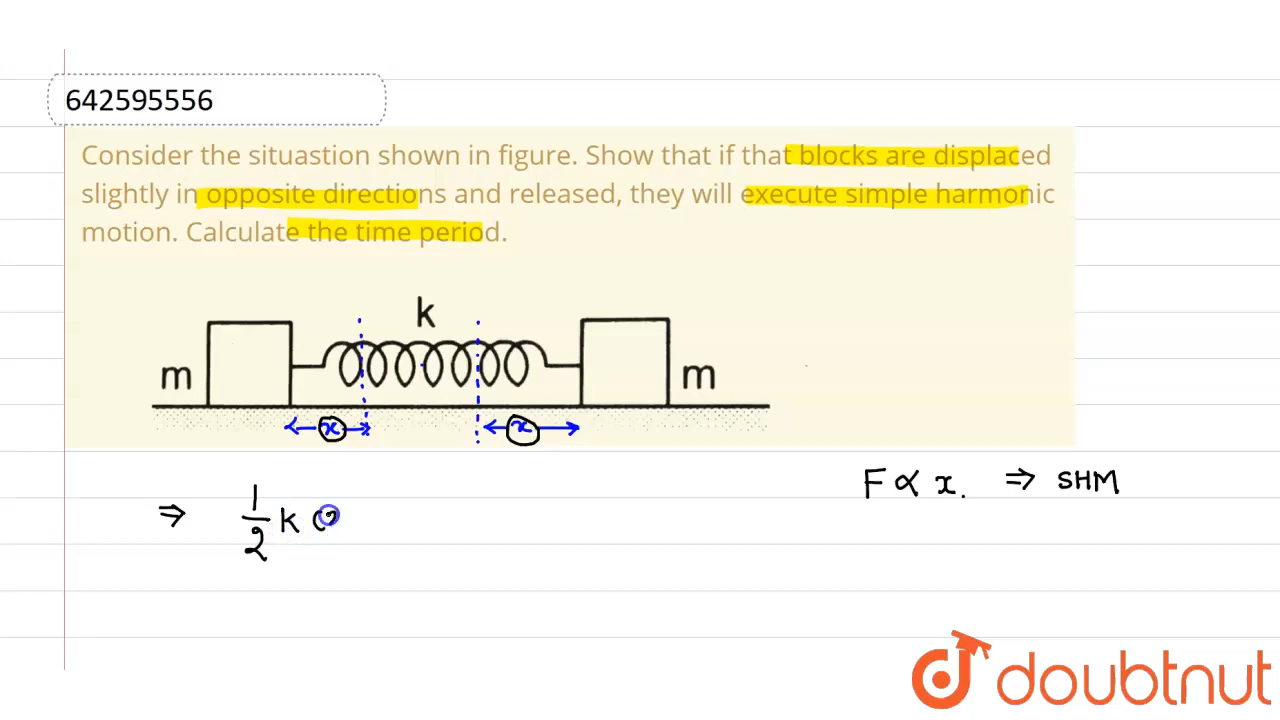 642595556
Consider the situastion shown in figure. Show that if that blocks are displaced
slightly in opposite directions and released, they will execute simple harmonic
motion. Calculate the time period.
k
m m
x x
F ∝ x. ⇒ SHM
⇒ 1/2 k (2
doubtnut